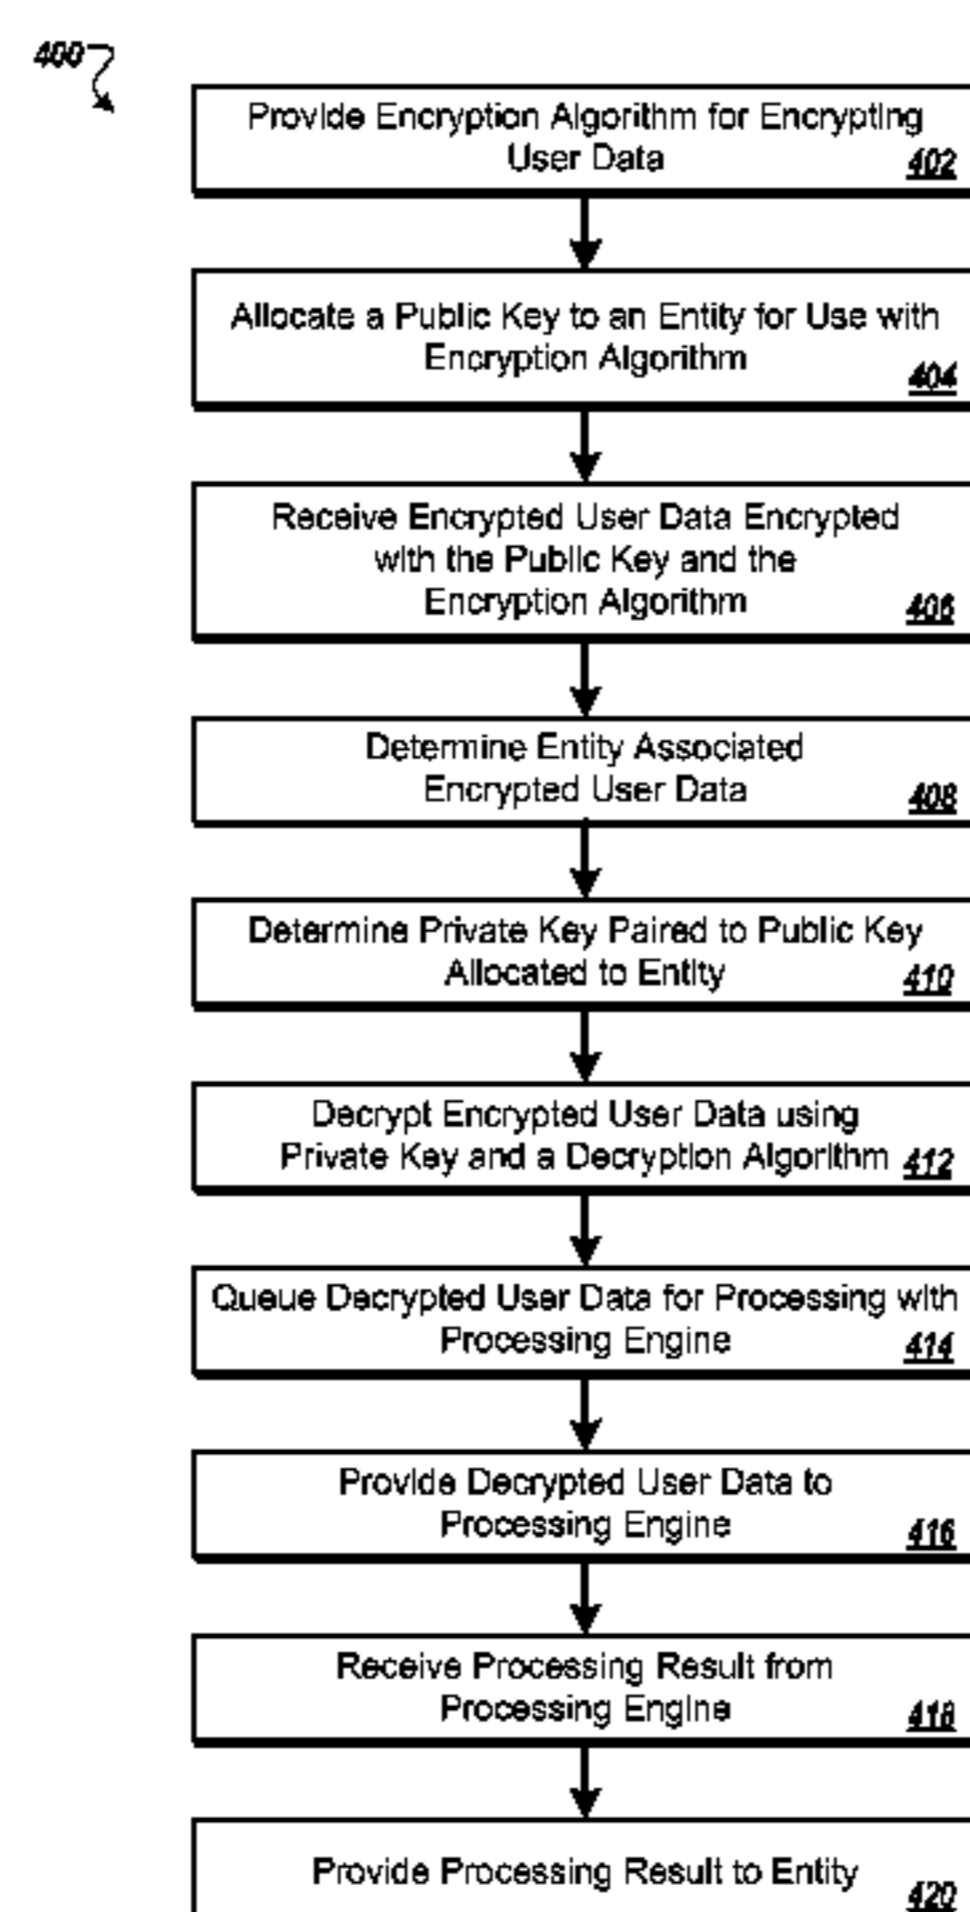 400
Provide Encryption Algorithm for Encrypting
User Data
402
Allocate a Public Key to an Entity for Use with
Encryption Algorithm
404
Receive Encrypted User Data Encrypted
with the Public Key and the
Encryption Algorithm
406
Determine Entity Associated
Encrypted User Data
408
Determine Private Key Paired to Public Key
Allocated to Entity
410
Decrypt Encrypted User Data using
Private Key and a Decryption Algorithm 412
Queue Decrypted User Data for Processing with
Processing Engine
414
Provide Decrypted User Data to
Processing Engine
416
Receive Processing Result from
Processing Engine
418
Provide Processing Result to Entity
420